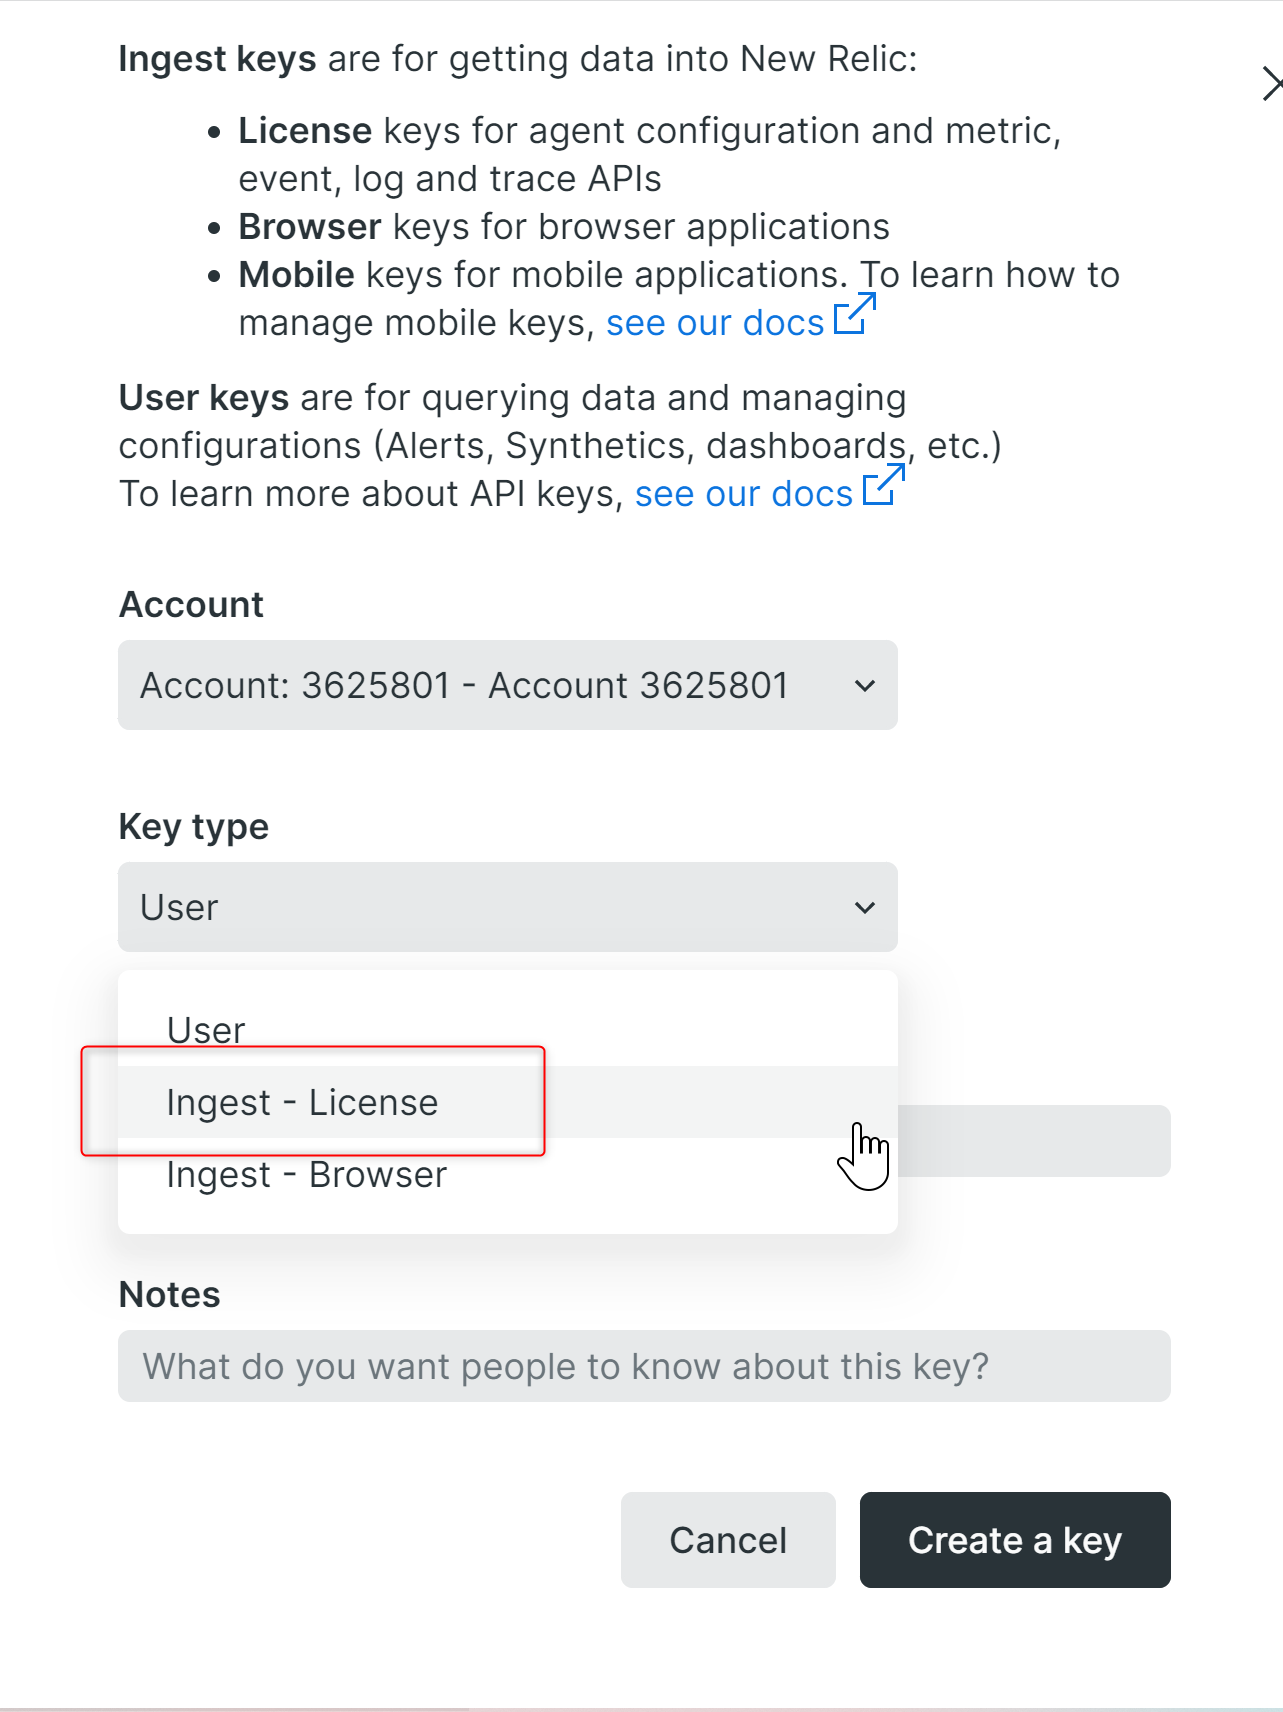 Ingest keys are for getting data into New Relic:
• License keys for agent configuration and metric,
event, log and trace APIs
• Browser keys for browser applications
• Mobile keys for mobile applications. To learn how to
manage mobile keys, see our docs
User keys are for querying data and managing
configurations (Alerts, Synthetics, dashboards, etc.)
To learn more about API keys, see our docs
Account
Account: 3625801 - Account 3625801
Key type
User
User
Ingest - License
Ingest - Browser
Notes
What do you want people to know about this key?
Cancel
Create a key